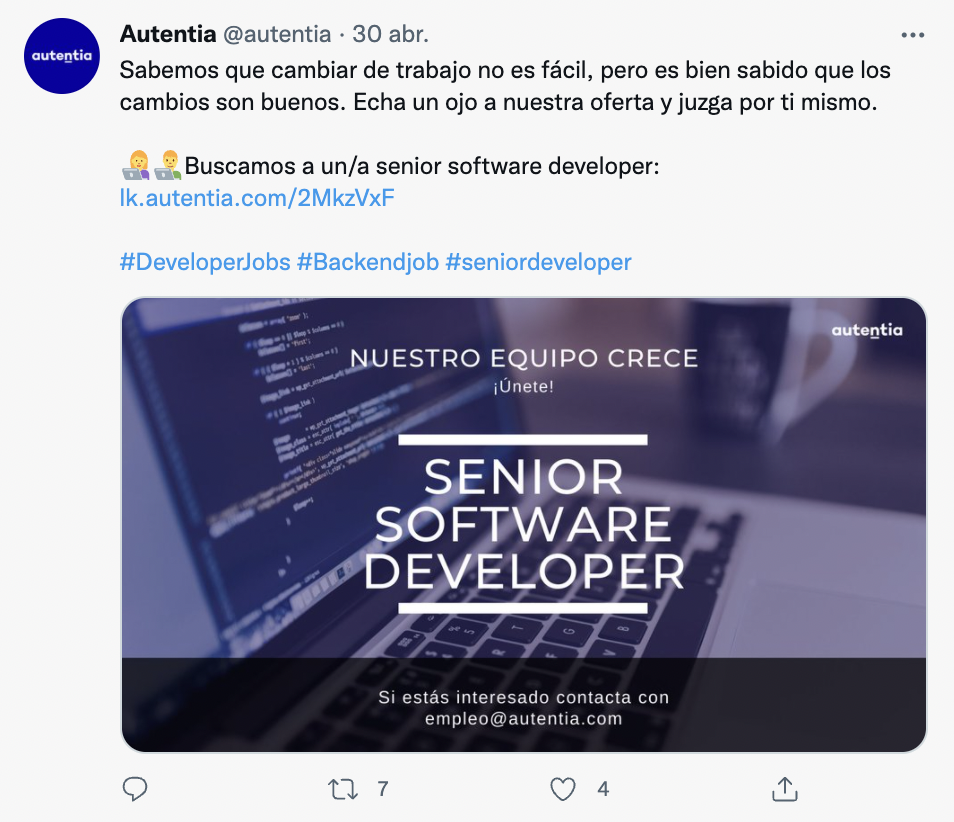 autentia
Autentia @autentia · 30 abr.
Sabemos que cambiar de trabajo no es fácil, pero es bien sabido que los
cambios son buenos. Echa un ojo a nuestra oferta y juzga por ti mismo.
👩‍💻👨‍💻Buscamos a un/a senior software developer:
lk.autentia.com/2MkzVxF
#DeveloperJobs #Backendjob #seniordeveloper
autentia
NUESTRO EQUIPO CRECE
¡Únete!
SENIOR
SOFTWARE
DEVELOPER
Si estás interesado contacta con
empleo@autentia.com
7
4